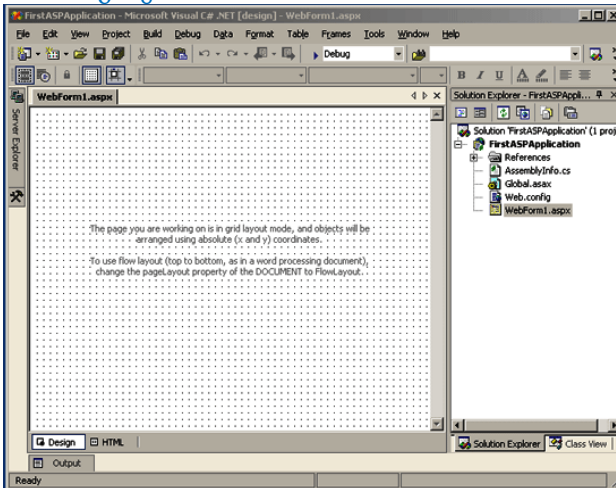 FirstASPApplication - Microsoft Visual C# .NET [design] - WebForm1.aspx
File Edit View Project Build Debug Data Format Table Frames Tools Window Help
Debug
B I U A
WebForm1.aspx
Server Explorer
The page you are working on is in grid layout mode, and objects will be
arranged using absolute (x and y) coordinates.
To use flow layout (top to bottom, as in a word processing document),
change the pageLayout property of the DOCUMENT to FlowLayout.
Design HTML
Output
Ready
Solution Explorer - FirstASPAppli...
Solution 'FirstASPApplication' (1 proj
FirstASPApplication
References
AssemblyInfo.cs
Global.asax
Web.config
WebForm1.aspx
Solution Explorer Class View